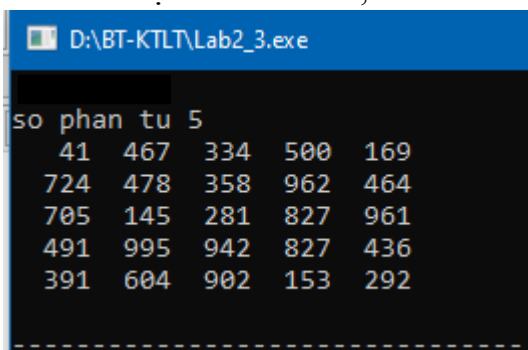 D:\BT-KTLT\Lab2_3.exe
so phan tu 5
41 467 334 500 169
724 478 358 962 464
705 145 281 827 961
491 995 942 827 436
391 604 902 153 292
--------------------------------